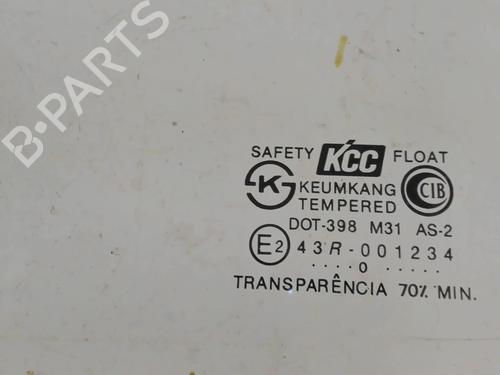 B-PARTS
SAFETY KCC FLOAT
K KEUMKANG CIB
TEMPERED
DOT-398 M31 AS-2
E2 43R-001234
....0....
TRANSPARÊNCIA 70% MIN.